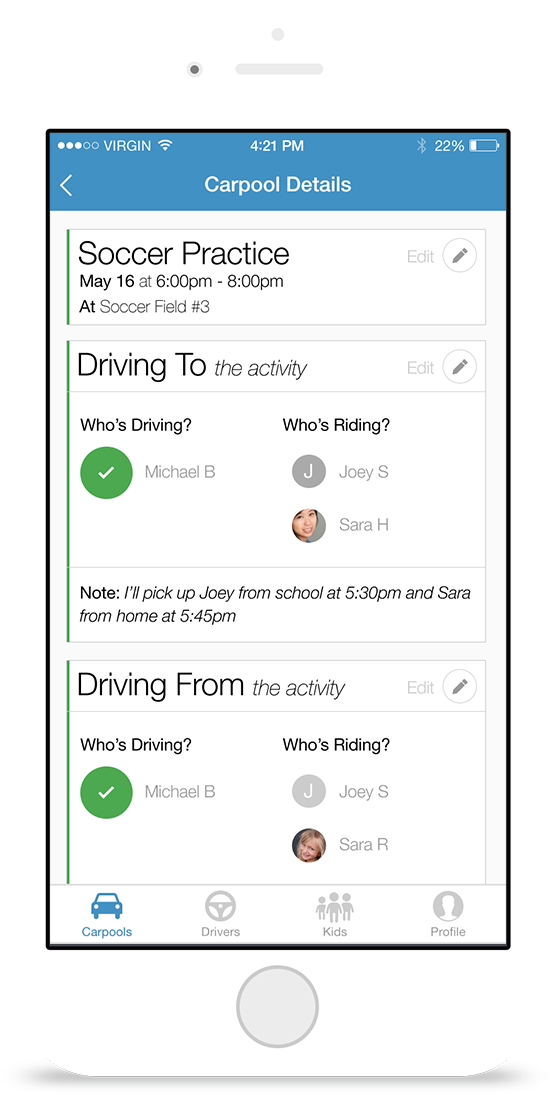 VIRGIN 4:21 PM 22%
Carpool Details
Soccer Practice
Edit
May 16 at 6:00pm - 8:00pm
At Soccer Field #3
Driving To the activity
Edit
Who's Driving?
Who's Riding?
Michael B
J Joey S
Sara H
Note: I'll pick up Joey from school at 5:30pm and Sara
from home at 5:45pm
Driving From the activity
Edit
Who's Driving?
Who's Riding?
Michael B
J Joey S
Sara R
Carpools Drivers Kids Profile